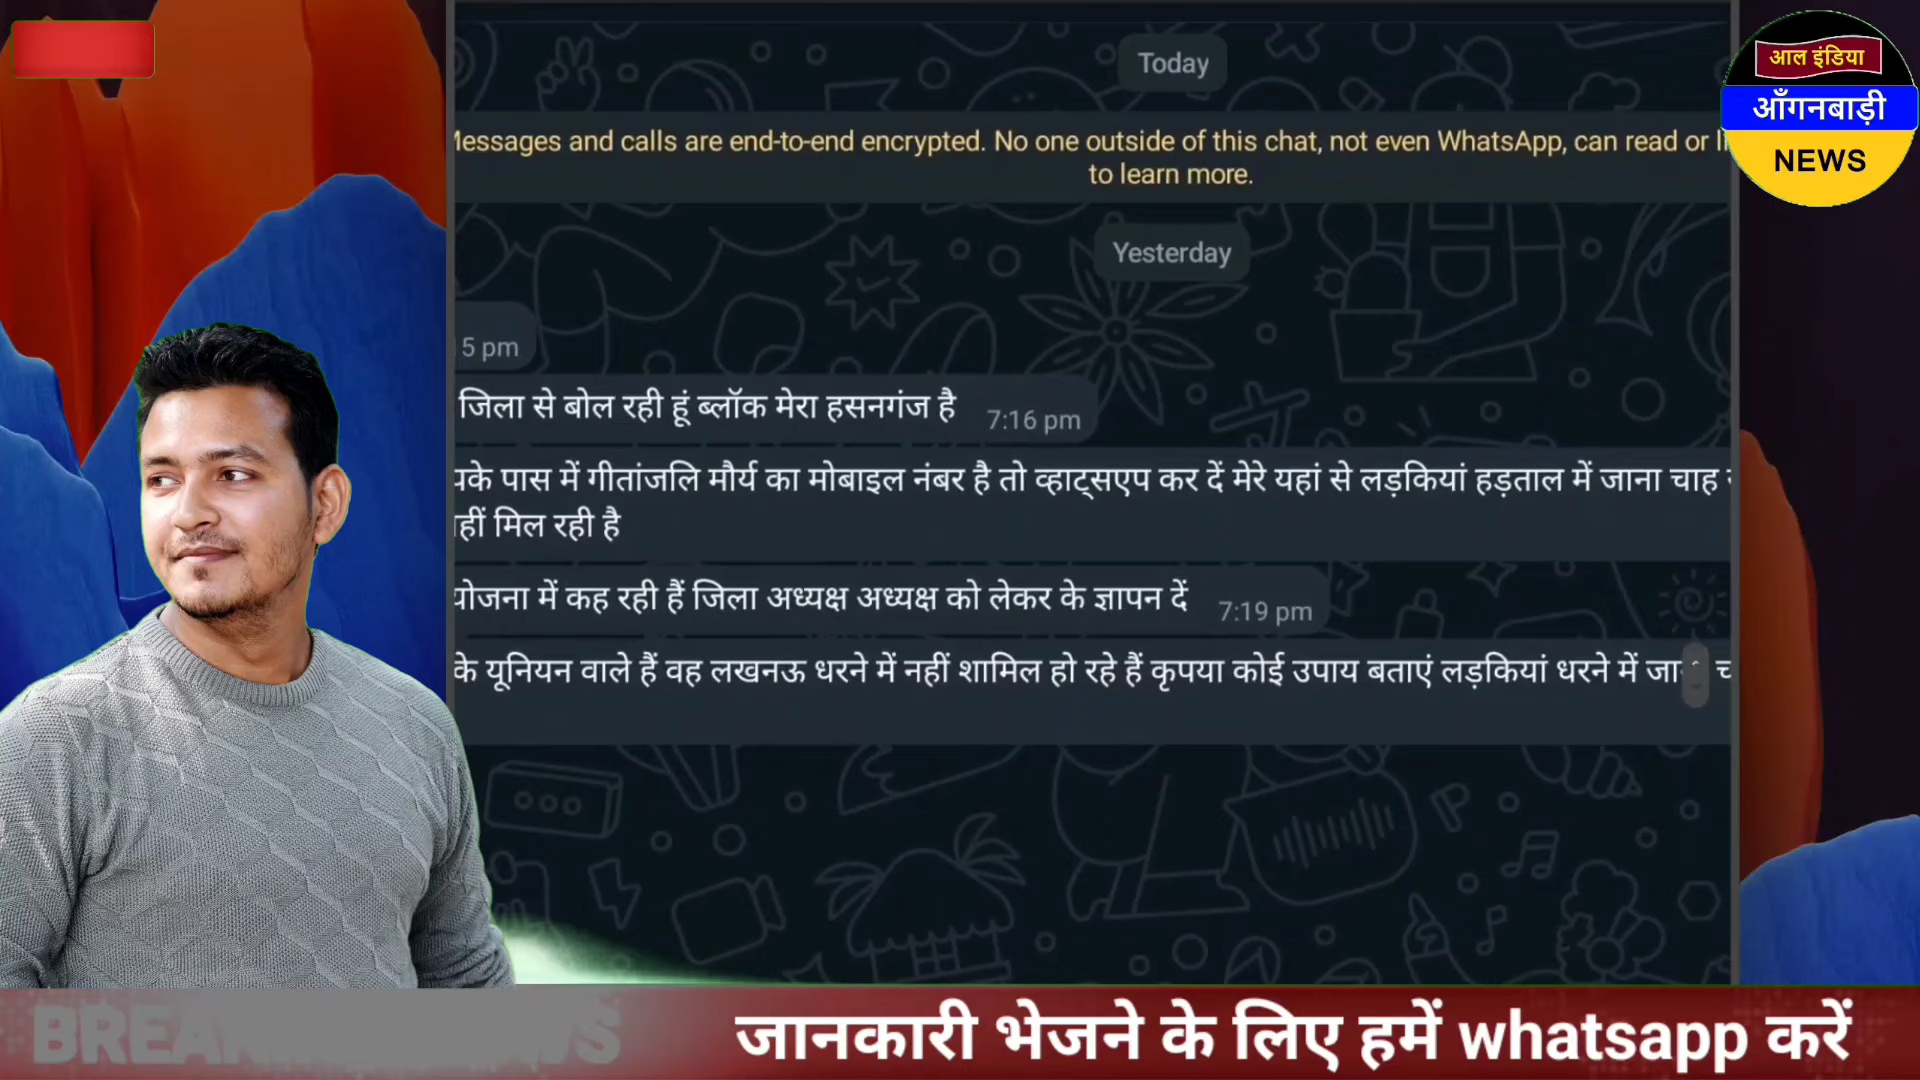 आल इंडिया
आँगनबाड़ी
NEWS
Today
Messages and calls are end-to-end encrypted. No one outside of this chat, not even WhatsApp, can read or
to learn more.
Yesterday
5 pm
जिला से बोल रही हूं ब्लॉक मेरा हसनगंज है 7:16 pm
पास में गीतांजलि मौर्य का मोबाइल नंबर है तो व्हाट्सएप कर दें मेरे यहां से लड़कियां हड़ताल में जाना चाह
मिल रही है
योजना में कह रही हैं जिला अध्यक्ष अध्यक्ष को लेकर के ज्ञापन दें 7:19 pm
के यूनियन वाले हैं वह लखनऊ धरने में नहीं शामिल हो रहे हैं कृपया कोई उपाय बताएं लड़कियां धरने में
जानकारी भेजने के लिए हमें whatsapp करें